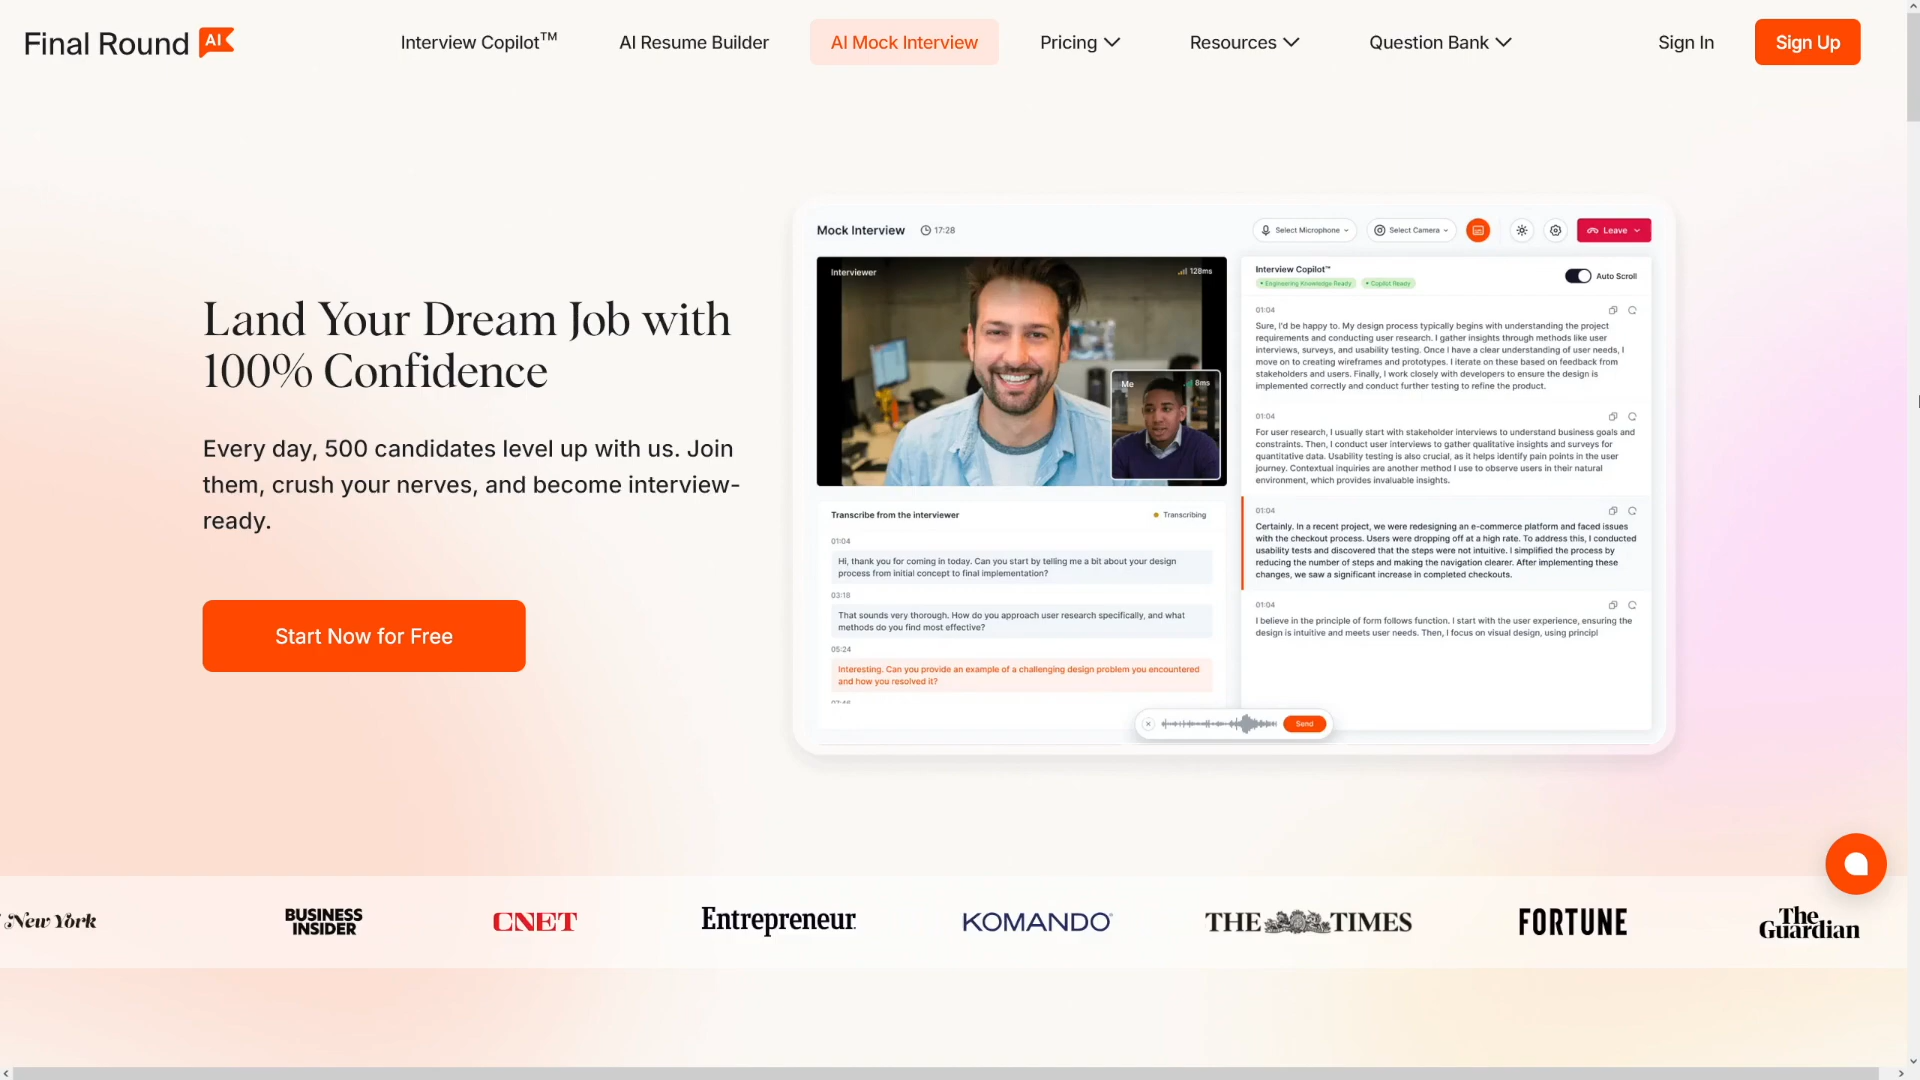 Final Round AI
Interview Copilot™
AI Resume Builder
AI Mock Interview
Pricing
Resources
Question Bank
Sign In
Sign Up
Land Your Dream Job with
100% Confidence
Every day, 500 candidates level up with us. Join
them, crush your nerves, and become interview-
ready.
Start Now for Free
Mock Interview
17:28
Select Microphone
Select Camera
Leave
Interviewer
128ms
Me
8ms
Transcribe from the interviewer
Transcribing
01:04
Hi, thank you for coming in today. Can you start by telling me a bit about your design
process from initial concept to final implementation?
03:18
That sounds very thorough. How do you approach user research specifically, and what
methods do you find most effective?
05:24
Interesting. Can you provide an example of a challenging design problem you encountered
and how you resolved it?
07:46
Interview Copilot™
Auto Scroll
• Engineering Knowledge Ready
• Copilot Ready
01:04
Sure, I'd be happy to. My design process typically begins with understanding the project
requirements and conducting user research. I gather insights through methods like user
interviews, surveys, and usability testing. Once I have a clear understanding of user needs, I
move on to creating wireframes and prototypes. I iterate on these based on feedback from
stakeholders and users. Finally, I work closely with developers to ensure the design is
implemented correctly and conduct further testing to refine the product.
01:04
For user research, I usually start with stakeholder interviews to understand business goals and
constraints. Then, I conduct user interviews to gather qualitative insights and surveys for
quantitative data. Usability testing is also crucial, as it helps identify pain points in the user
journey. Contextual inquiries are another method I use to observe users in their natural
environment, which provides invaluable insights.
01:04
Certainly. In a recent project, we were redesigning an e-commerce platform and faced issues
with the checkout process. Users were dropping off at a high rate. To address this, I conducted
usability tests and discovered that the steps were not intuitive. I simplified the process by
reducing the number of steps and making the navigation clearer. After implementing these
changes, we saw a significant increase in completed checkouts.
01:04
I believe in the principle of form follows function. I start with the user experience, ensuring the
design is intuitive and meets user needs. Then, I focus on visual design, using principl
Send
New York
BUSINESS
INSIDER
CNET
Entrepreneur
KOMANDO
THE TIMES
FORTUNE
The
Guardian